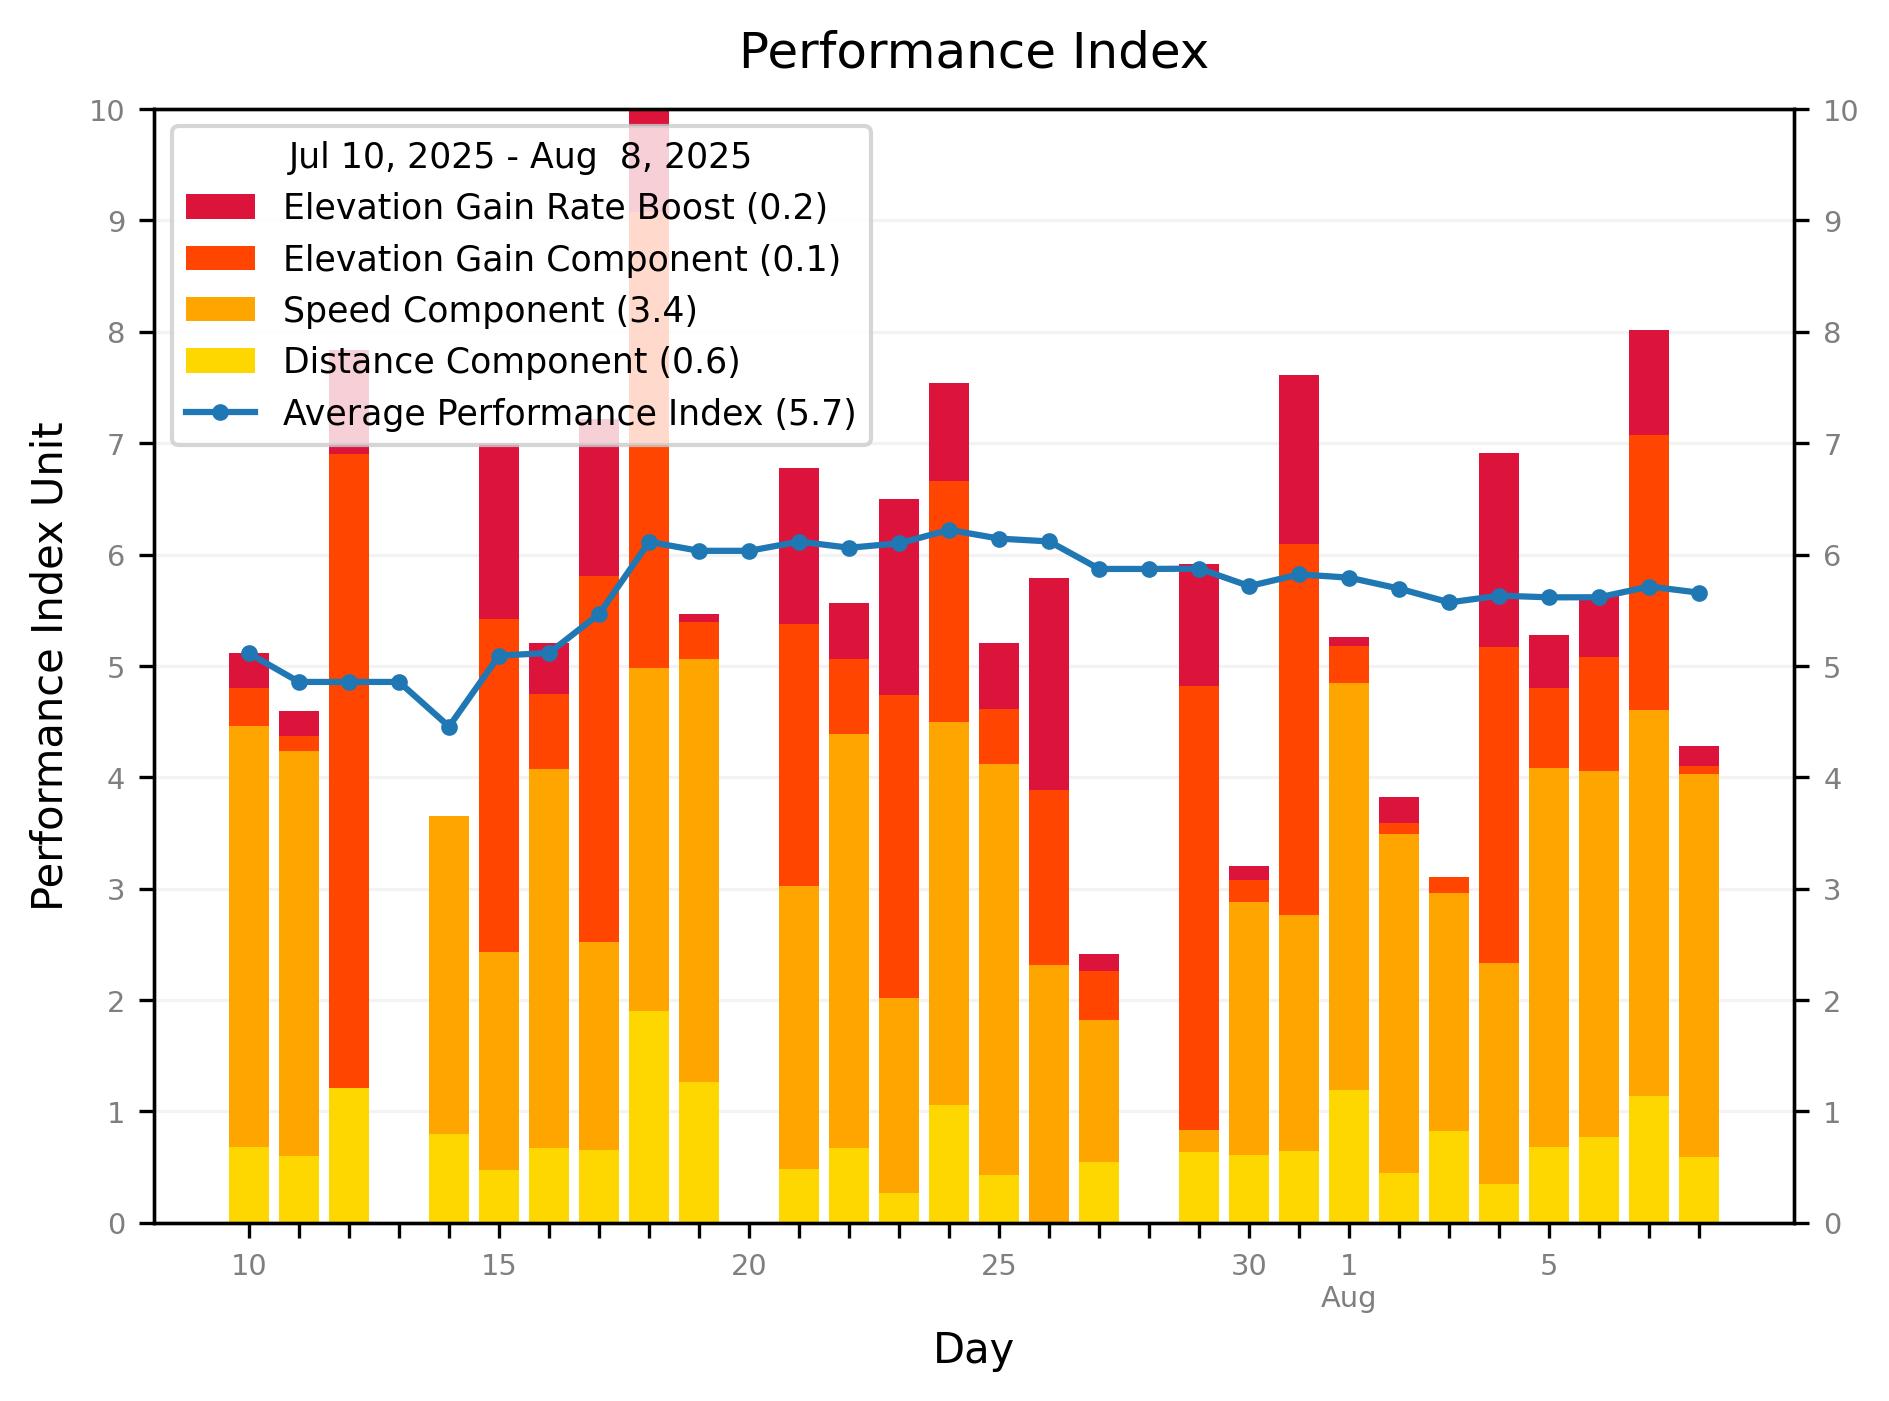 Performance Index
Performance Index Unit
10
9
8
7
6
5
4
3
2
1
0
Jul 10, 2025 - Aug  8, 2025
Elevation Gain Rate Boost (0.2)
Elevation Gain Component (0.1)
Speed Component (3.4)
Distance Component (0.6)
Average Performance Index (5.7)
10
9
8
7
6
5
4
3
2
1
0
10 15 20 25 30 1 5
Aug
Day